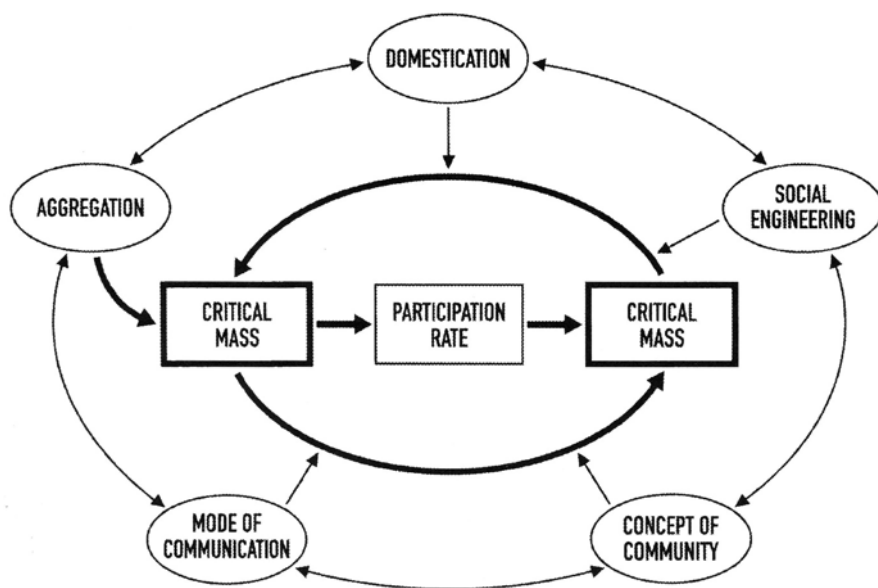 DOMESTICATION
AGGREGATION
SOCIAL
ENGINEERING
CRITICAL
MASS
PARTICIPATION
RATE
CRITICAL
MASS
MODE OF
COMMUNICATION
CONCEPT OF
COMMUNITY